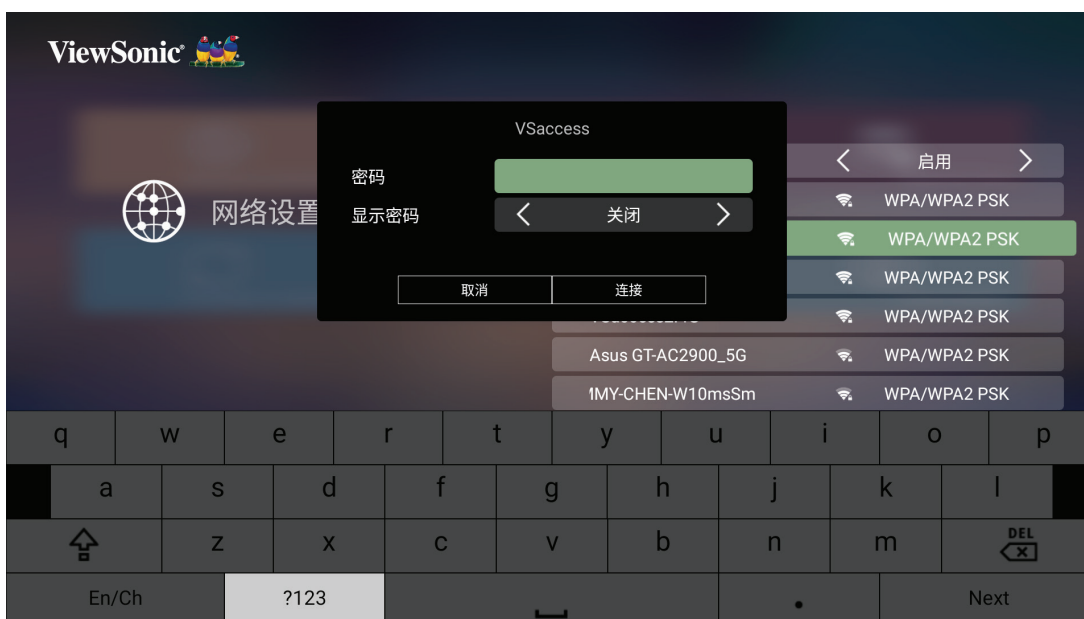 ViewSonic®
VSaccess
密码
显示密码
关闭
取消
连接
网络设置
启用
WPA/WPA2 PSK
WPA/WPA2 PSK
WPA/WPA2 PSK
WPA/WPA2 PSK
Asus GT-AC2900_5G WPA/WPA2 PSK
1MY-CHEN-W10msSm WPA/WPA2 PSK
q w e r t y u i o p
a s d f g h j k l
z x c v b n m DEL
En/Ch ?123 . Next